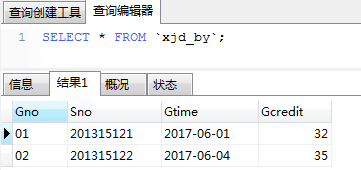 查询创建工具 查询编辑器
1 SELECT * FROM `xjd_by`;
信息 结果1 概况 状态
Gno Sno Gtime Gcredit
01 201315121 2017-06-01 32
02 201315122 2017-06-04 35